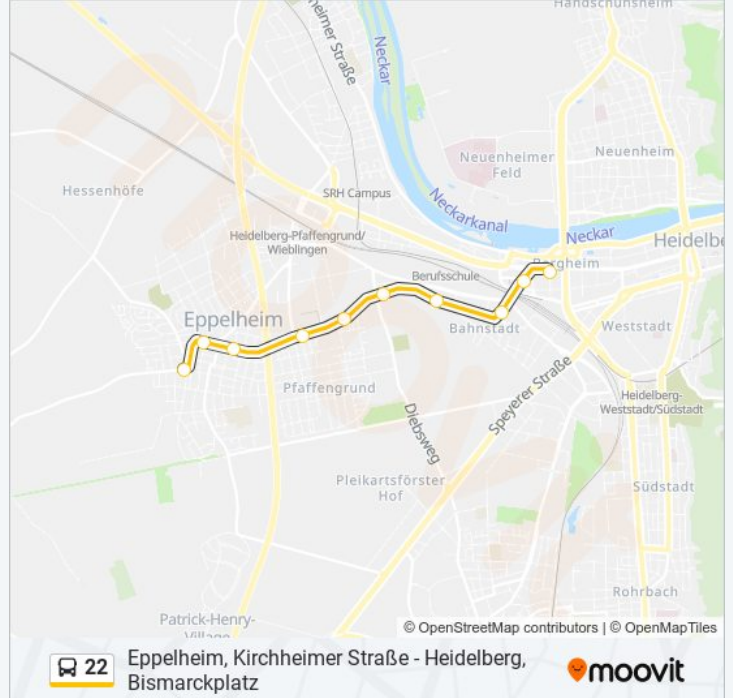 Handschuhsheim
heimer Straße
Neckar
Neuenheimer
Feld
Neuenheim
Hessenhöfe
SRH Campus
Neckarkanal
Heidelberg-Pfaffengrund/
Wieblingen
Neckar
Heidelbe
Bergheim
Berufsschule
Eppelheim
Bahnstadt
Weststadt
Pfaffengrund
Speyerer Straße
Heidelberg-
Weststadt/Südstadt
Diebsweg
Pleikartsförster
Hof
Südstadt
Rohrbach
Patrick-Henry-
Village
© OpenStreetMap contributors | © OpenMapTiles
22
Eppelheim, Kirchheimer Straße - Heidelberg,
Bismarckplatz
moovit